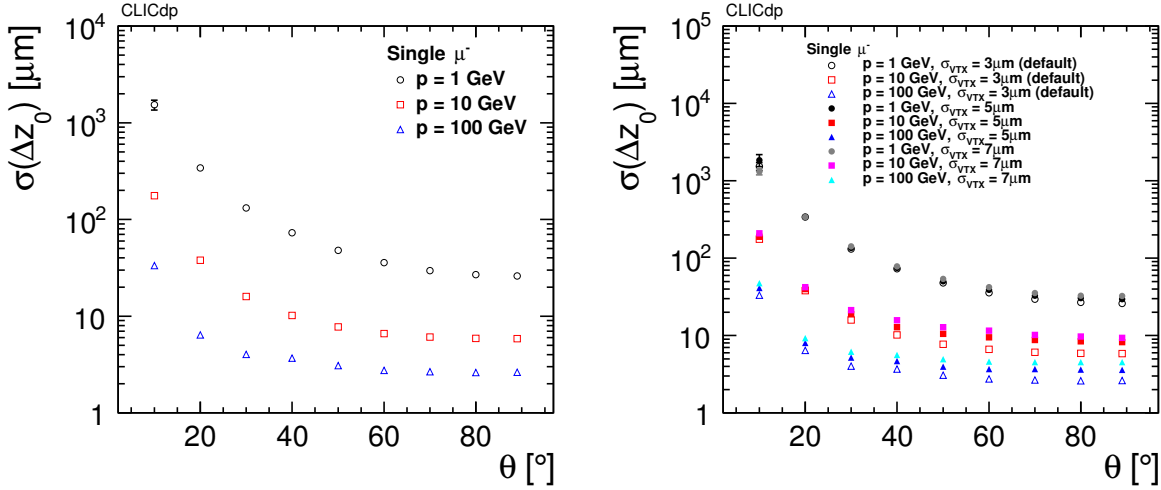 CLICdp
σ(Δz₀) [μm]
10⁴
10³
10²
10
1
Single μ⁻
p = 1 GeV
p = 10 GeV
p = 100 GeV
20 40 60 80
θ [°]
CLICdp
σ(Δz₀) [μm]
10⁵
10⁴
10³
10²
10
1
Single μ⁻
p = 1 GeV, σ_VTX = 3μm (default)
p = 10 GeV, σ_VTX = 3μm (default)
p = 100 GeV, σ_VTX = 3μm (default)
p = 1 GeV, σ_VTX = 5μm
p = 10 GeV, σ_VTX = 5μm
p = 100 GeV, σ_VTX = 5μm
p = 1 GeV, σ_VTX = 7μm
p = 10 GeV, σ_VTX = 7μm
p = 100 GeV, σ_VTX = 7μm
20 40 60 80
θ [°]